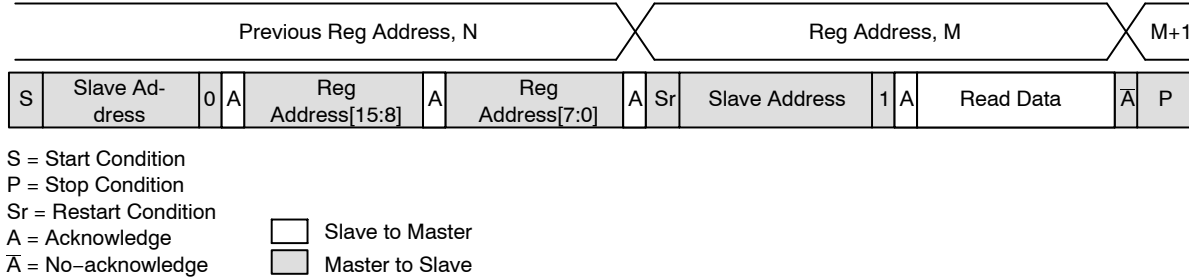 Previous Reg Address, N Reg Address, M M+1
S Slave Ad-
dress 0 A Reg
Address[15:8] A Reg
Address[7:0] A Sr Slave Address 1 A Read Data A̅ P
S = Start Condition
P = Stop Condition
Sr = Restart Condition
A = Acknowledge
A̅ = No−acknowledge
Slave to Master
Master to Slave